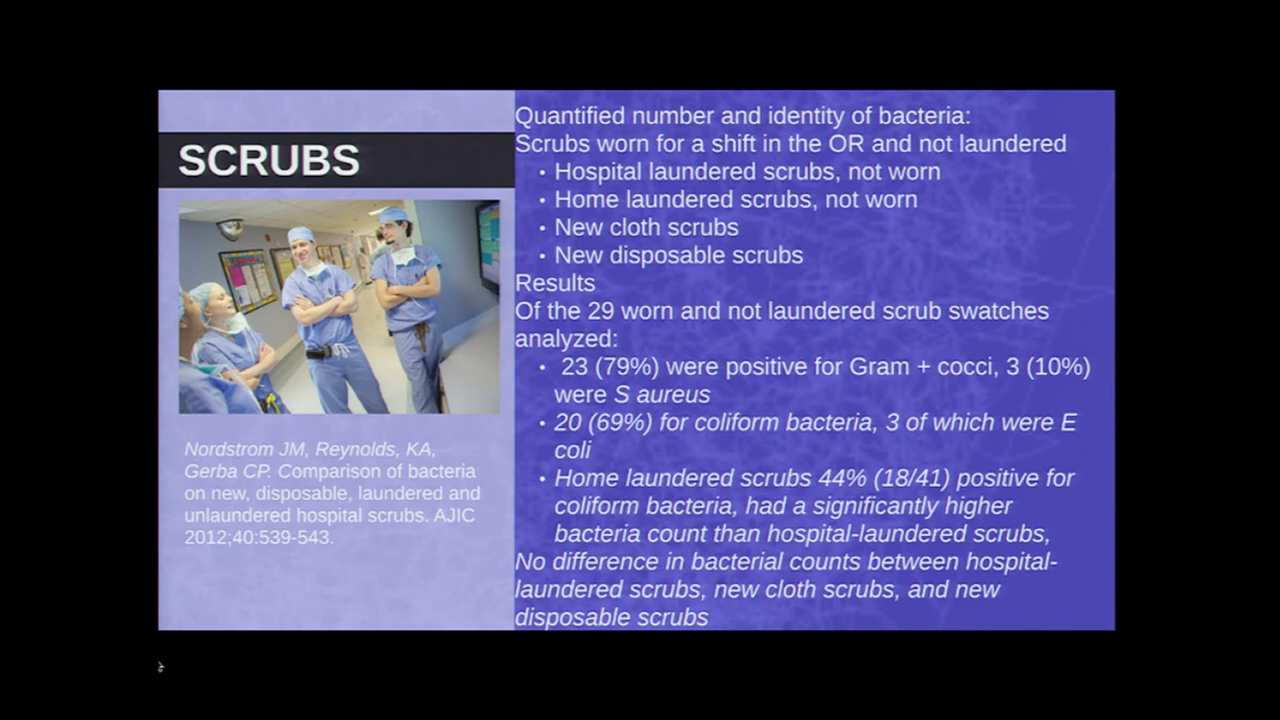 SCRUBS
Nordstrom JM, Reynolds, KA,
Gerba CP. Comparison of bacteria
on new, disposable, laundered and
unlaundered hospital scrubs. AJIC
2012;40:539-543.
Quantified number and identity of bacteria:
Scrubs worn for a shift in the OR and not laundered
• Hospital laundered scrubs, not worn
• Home laundered scrubs, not worn
• New cloth scrubs
• New disposable scrubs
Results
Of the 29 worn and not laundered scrub swatches
analyzed:
• 23 (79%) were positive for Gram + cocci, 3 (10%)
were S aureus
• 20 (69%) for coliform bacteria, 3 of which were E
coli
• Home laundered scrubs 44% (18/41) positive for
coliform bacteria, had a significantly higher
bacteria count than hospital-laundered scrubs,
No difference in bacterial counts between hospital-
laundered scrubs, new cloth scrubs, and new
disposable scrubs